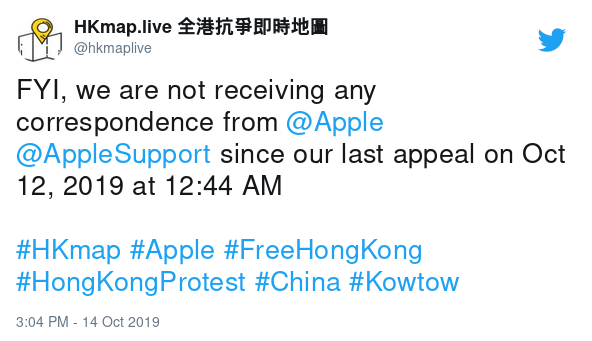 HKmap.live 全港抗爭即時地圖
@hkmaplive
FYI, we are not receiving any
correspondence from @Apple
@AppleSupport since our last appeal on Oct
12, 2019 at 12:44 AM
#HKmap #Apple #FreeHongKong
#HongKongProtest #China #Kowtow
3:04 PM - 14 Oct 2019